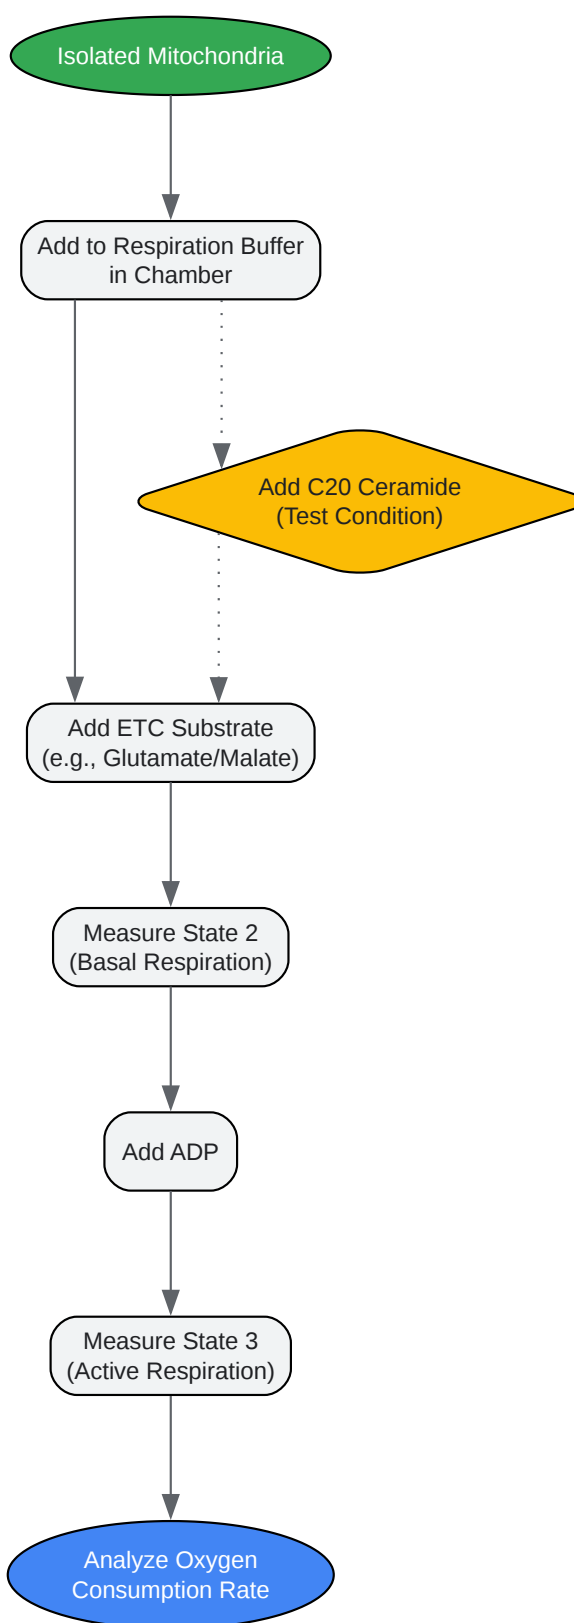 Isolated Mitochondria
Add to Respiration Buffer
in Chamber
Add C20 Ceramide
(Test Condition)
Add ETC Substrate
(e.g., Glutamate/Malate)
Measure State 2
(Basal Respiration)
Add ADP
Measure State 3
(Active Respiration)
Analyze Oxygen
Consumption Rate